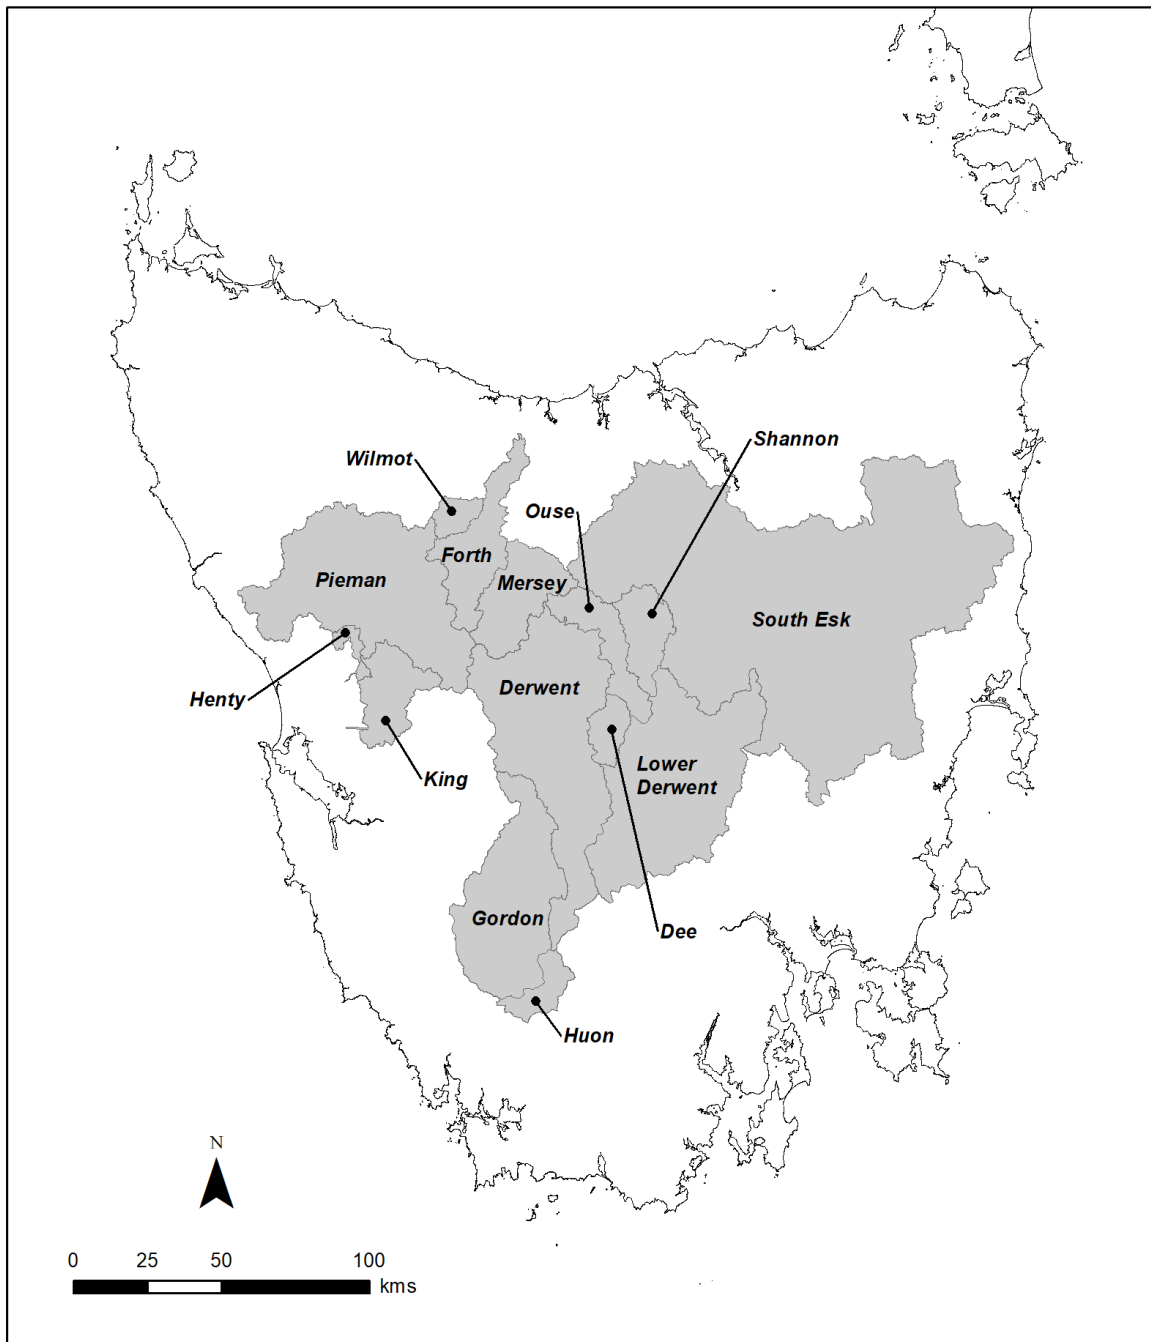 Shannon
Wilmot
Ouse
Forth
Mersey
Pieman
South Esk
Derwent
Henty
Lower
Derwent
King
Gordon
Dee
Huon
N
0 25 50 100
kms